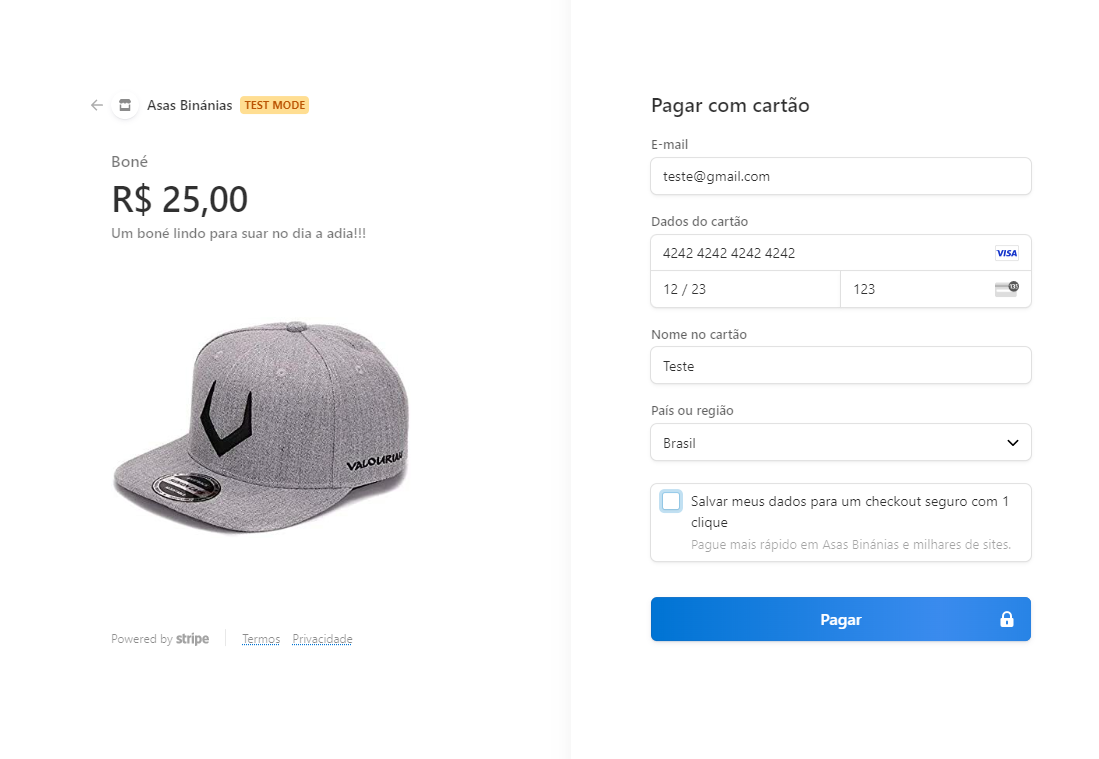 Asas Binánias TEST MODE
Boné
R$ 25,00
Um boné lindo para suar no dia a adia!!!
VALOURIAN
Powered by stripe
Termos Privacidade
Pagar com cartão
E-mail
teste@gmail.com
Dados do cartão
4242 4242 4242 4242 VISA
12 / 23
123
Nome no cartão
Teste
País ou região
Brasil
Salvar meus dados para um checkout seguro com 1
clique
Pague mais rápido em Asas Binánias e milhares de sites.
Pagar